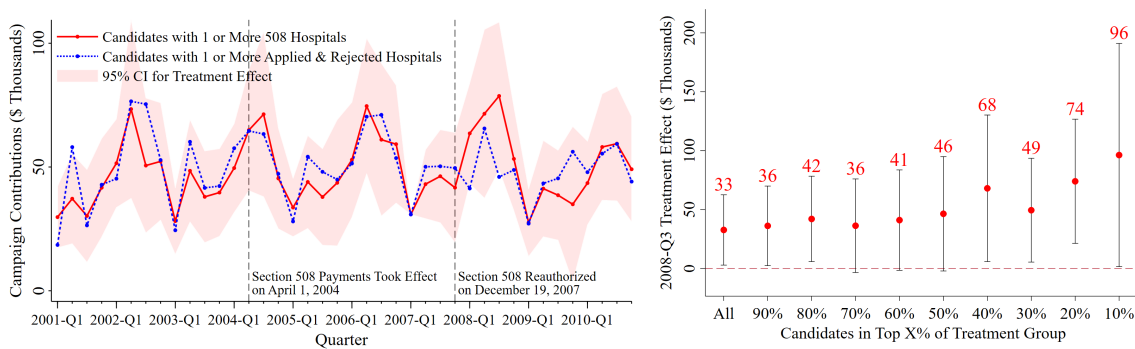 Campaign Contributions ($ Thousands)
100
50
0
Candidates with 1 or More 508 Hospitals
Candidates with 1 or More Applied & Rejected Hospitals
95% CI for Treatment Effect
Section 508 Payments Took Effect
on April 1, 2004
Section 508 Reauthorized
on December 19, 2007
2001-Q1 2002-Q1 2003-Q1 2004-Q1 2005-Q1 2006-Q1 2007-Q1 2008-Q1 2009-Q1 2010-Q1
Quarter
2008-Q3 Treatment Effect ($ Thousands)
200
150
100
50
0
33 36 42 36 41 46 68 49 74 96
All 90% 80% 70% 60% 50% 40% 30% 20% 10%
Candidates in Top X% of Treatment Group